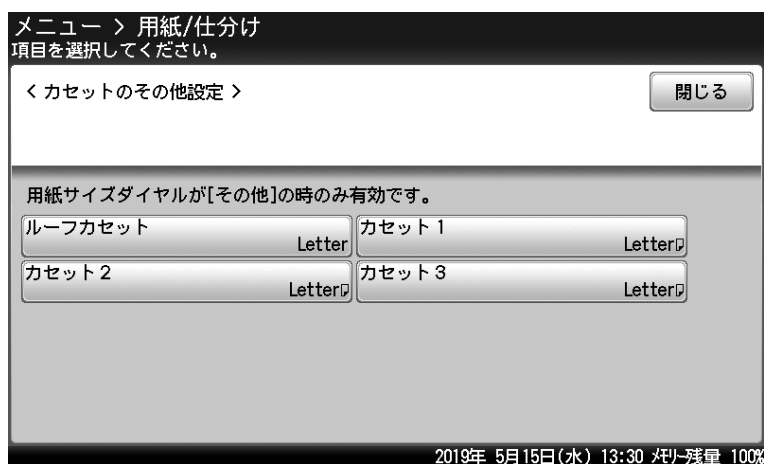 メニュー > 用紙/仕分け
項目を選択してください。
< カセットのその他設定 >
閉じる
用紙サイズダイヤルが[その他]の時のみ有効です。
ルーフカセット
Letter
カセット1
Letter
カセット2
Letter
カセット3
Letter
2019年 5月15日(水) 13:30 メモリー残量 100%